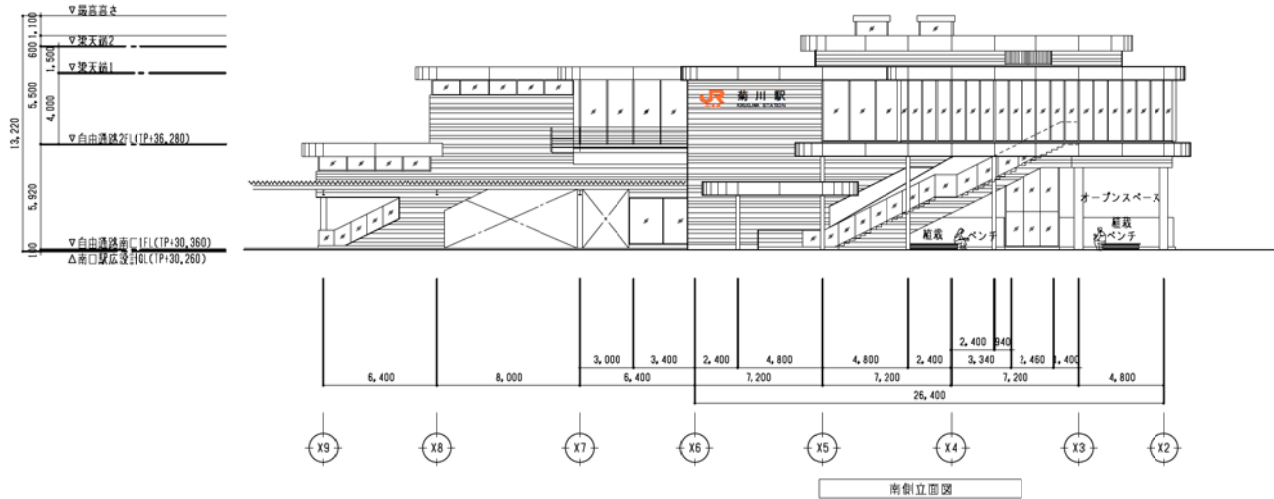 ▽最高高さ
▽梁天端2
▽梁天端1
▽自由通路2FL(TP+36,280)
▽自由通路南口1FL(TP+30,360)
△南口駅広設計GL(TP+30,260)
1,100
600
1,500
5,500
4,000
13,220
5,920
100
JR 菊川駅
KIKUGAWA STATION
オープンスペース
植栽
ベンチ
植栽
ベンチ
2,400 940
3,000 3,400 2,400 4,800 4,800 2,400 3,340 2,460 1,400
6,400 8,000 6,400 7,200 7,200 7,200 4,800
26,400
X9 X8 X7 X6 X5 X4 X3 X2
南側立面図